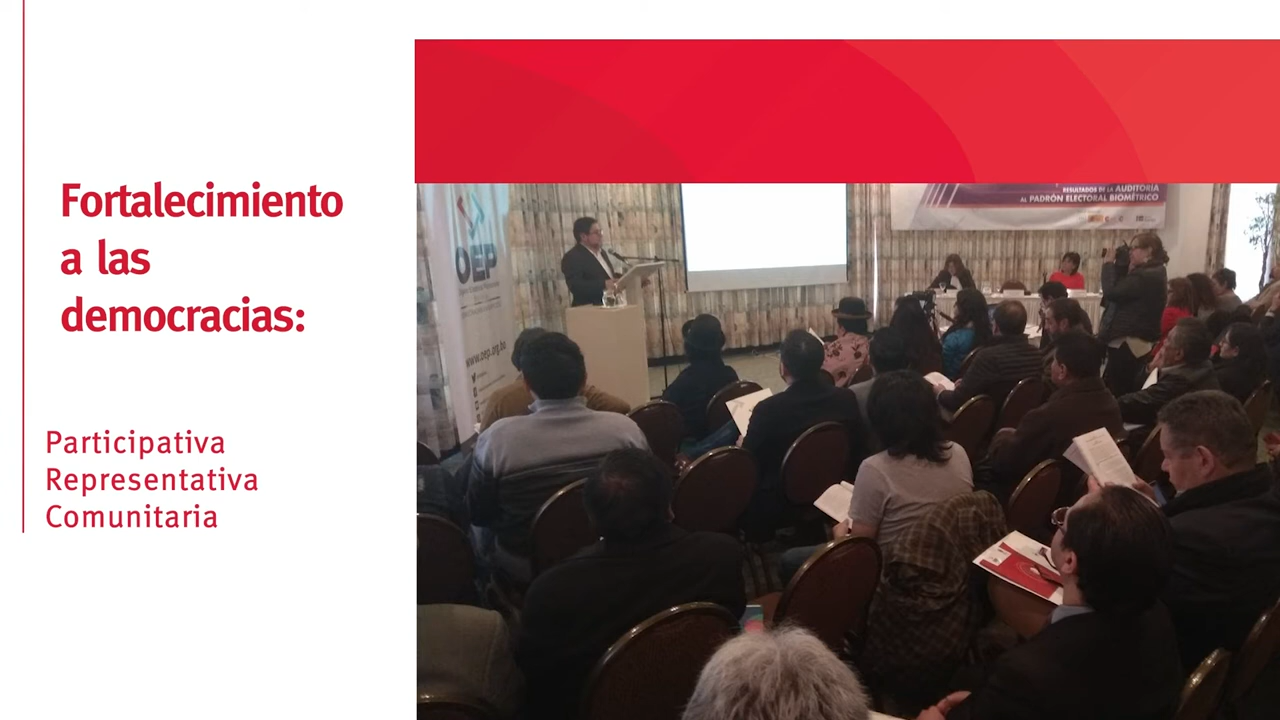 Fortalecimiento
a las
democracias:
Participativa
Representativa
Comunitaria
RESULTADOS DE LA AUDITORÍA
AL PADRÓN ELECTORAL BIOMÉTRICO
OEP
www.oep.org.bo